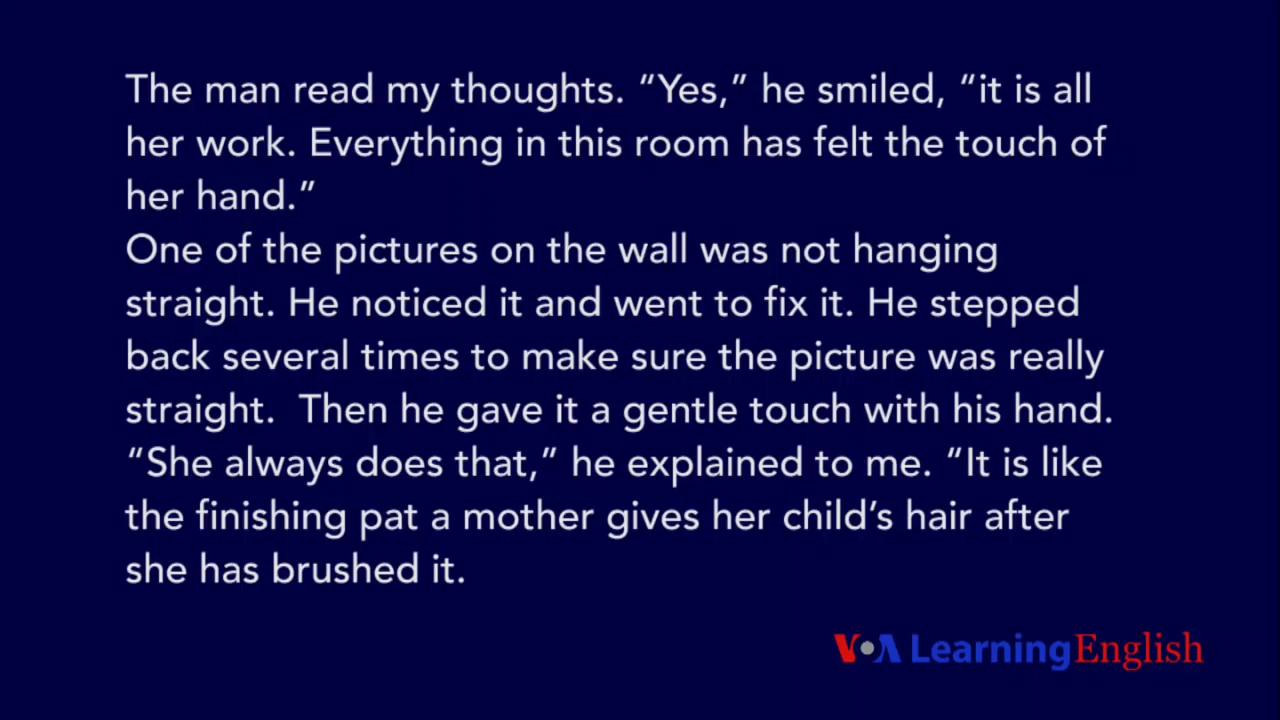 The man read my thoughts. “Yes,” he smiled, “it is all
her work. Everything in this room has felt the touch of
her hand.”
One of the pictures on the wall was not hanging
straight. He noticed it and went to fix it. He stepped
back several times to make sure the picture was really
straight.  Then he gave it a gentle touch with his hand.
“She always does that,” he explained to me. “It is like
the finishing pat a mother gives her child’s hair after
she has brushed it.
VOA Learning English